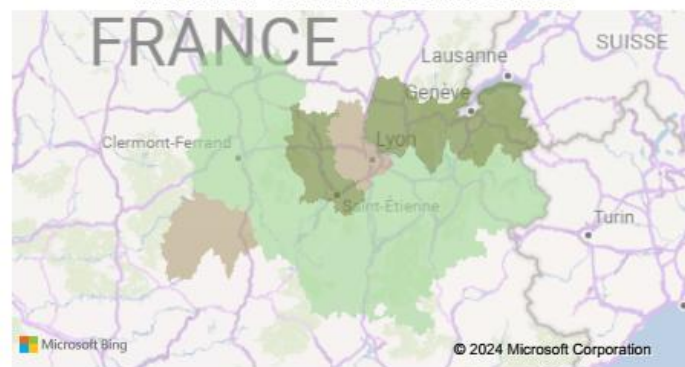 FRANCE
Lausanne
SUISSE
Genève
Clermont-Ferrand
Lyon
Saint-Étienne
Turin
Microsoft Bing
© 2024 Microsoft Corporation